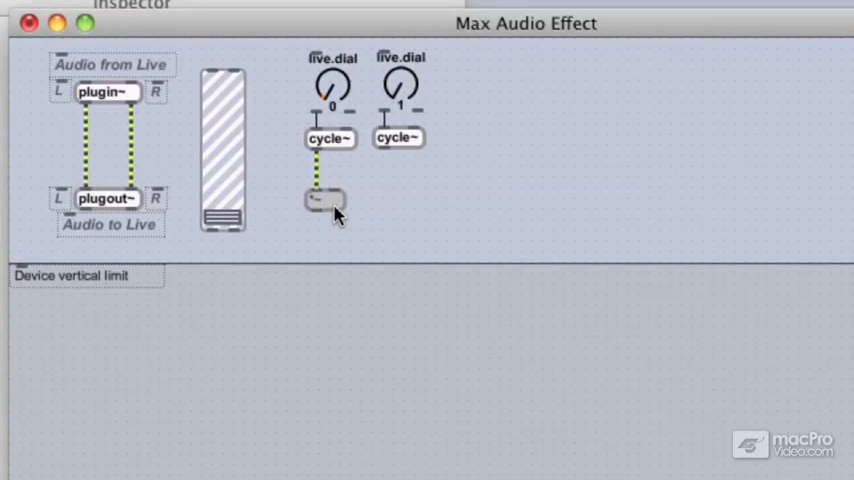 Inspector
Max Audio Effect
Audio from Live
live.dial
live.dial
L
plugin~
R
0
1
cycle~
cycle~
*~
L
plugout~
R
Audio to Live
Device vertical limit
macPro
Video.com